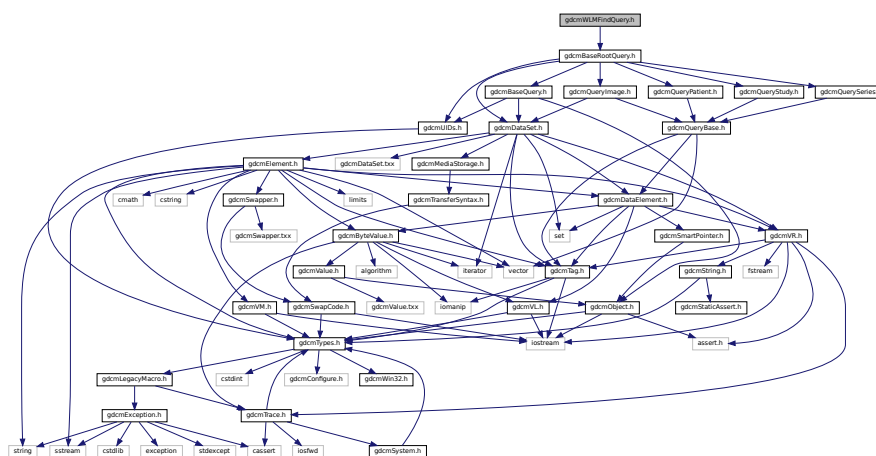 gdcmWLMFindQuery.h
gdcmBaseRootQuery.h
gdcmBaseQuery.h
gdcmQueryImage.h
gdcmQueryPatient.h
gdcmQueryStudy.h
gdcmQuerySeries
gdcmUIDs.h
gdcmDataSet.h
gdcmQueryBase.h
gdcmElement.h
gdcmDataSet.txx
gdcmMediaStorage.h
cmath
cstring
gdcmSwapper.h
limits
gdcmTransferSyntax.h
gdcmDataElement.h
gdcmSwapper.txx
gdcmByteValue.h
set
gdcmSmartPointer.h
gdcmVR.h
gdcmValue.h
algorithm
iterator
vector
gdcmTag.h
gdcmString.h
fstream
gdcmVM.h
gdcmSwapCode.h
gdcmValue.txx
iomanip
gdcmVL.h
gdcmObject.h
gdcmStaticAssert.h
gdcmTypes.h
iostream
assert.h
gdcmLegacyMacro.h
cstdint
gdcmConfigure.h
gdcmWin32.h
gdcmException.h
gdcmTrace.h
string
sstream
cstdlib
exception
stdexcept
cassert
iosfwd
gdcmSystem.h